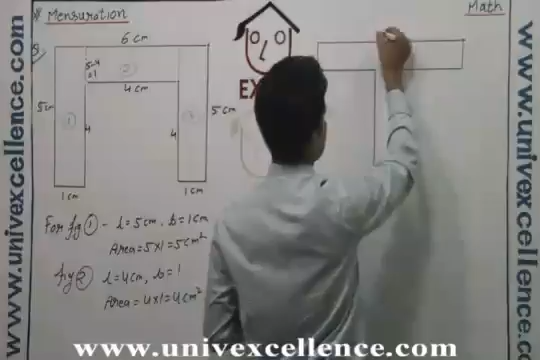 Mensuration
Math
6 cm
5-4
=1
2
4 cm
5 cm
1
4
4
3
5 cm
1 cm
1 cm
EX
For fig 1 - l = 5 cm, b = 1 cm
Area = 5×1 = 5 cm²
fig 2 l = 4 cm, b = 1
Area = 4×1 = 4 cm²
www.univexcellence.com
www.univexcellence.com
www.univexcellence.com